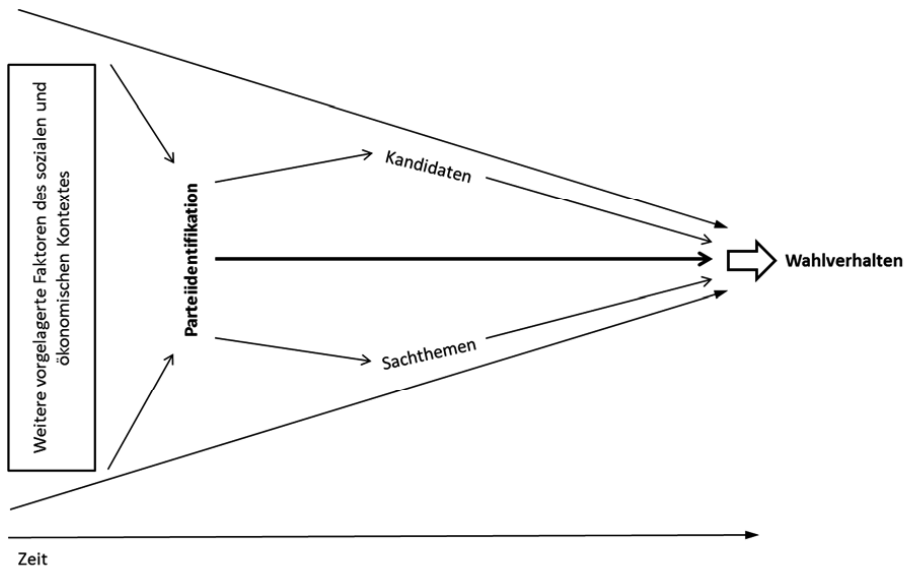 Weitere vorgelagerte Faktoren des sozialen und
ökonomischen Kontextes
Parteiidentifikation
Kandidaten
Sachthemen
Wahlverhalten
Zeit